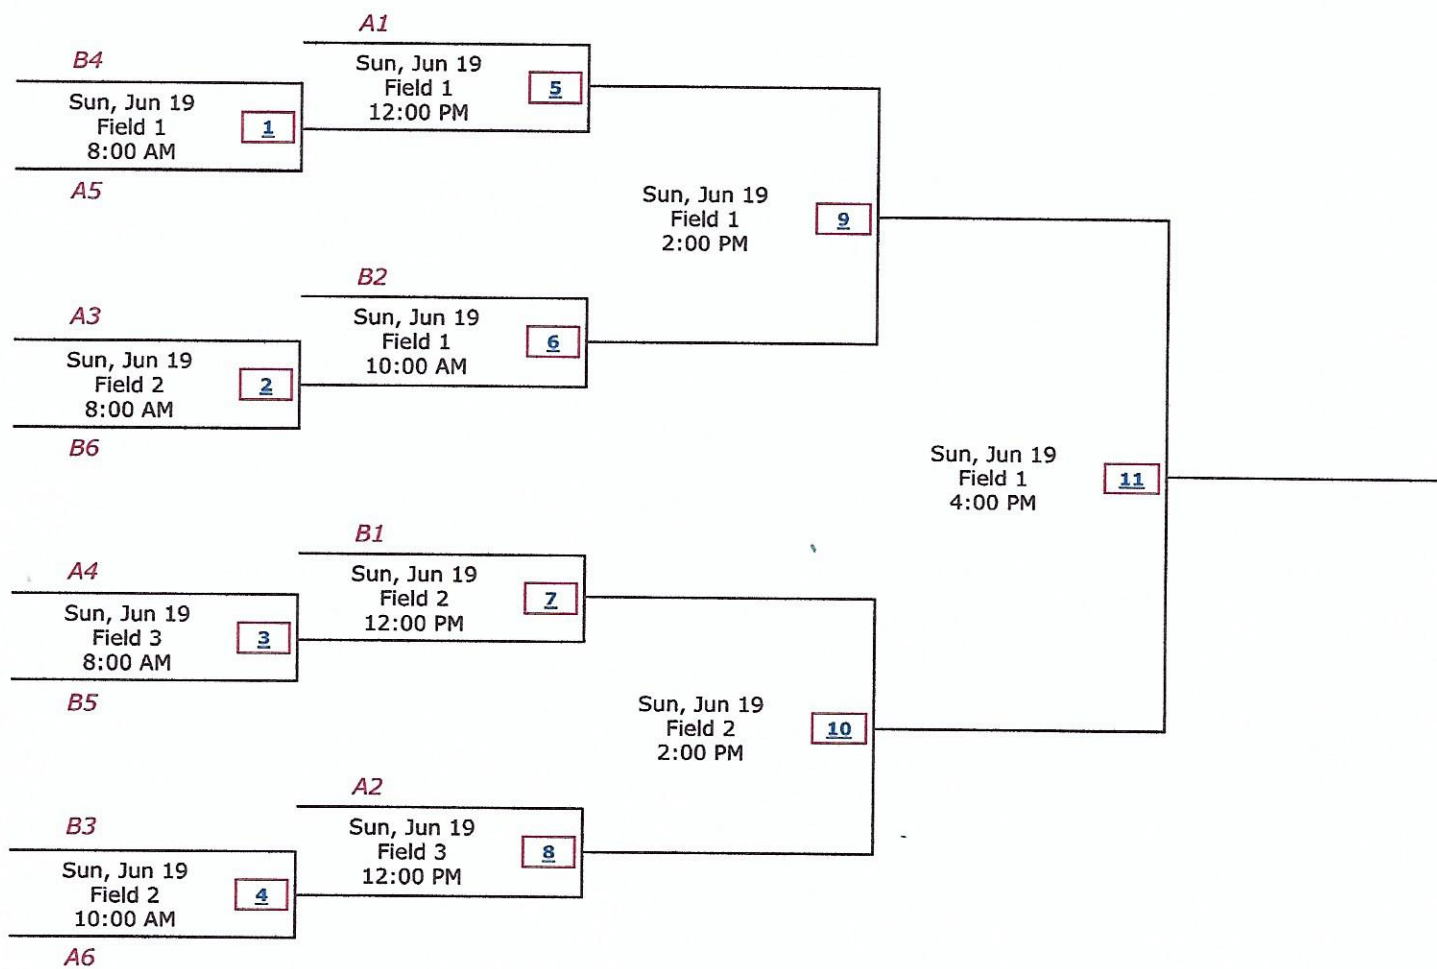 A1
B4
Sun, Jun 19
Field 1
12:00 PM
5
Sun, Jun 19
Field 1
8:00 AM
1
A5
Sun, Jun 19
Field 1
2:00 PM
9
B2
A3
Sun, Jun 19
Field 1
10:00 AM
6
Sun, Jun 19
Field 2
8:00 AM
2
B6
Sun, Jun 19
Field 1
4:00 PM
11
B1
A4
Sun, Jun 19
Field 2
12:00 PM
7
Sun, Jun 19
Field 3
8:00 AM
3
B5
Sun, Jun 19
Field 2
2:00 PM
10
A2
B3
Sun, Jun 19
Field 3
12:00 PM
8
Sun, Jun 19
Field 2
10:00 AM
4
A6